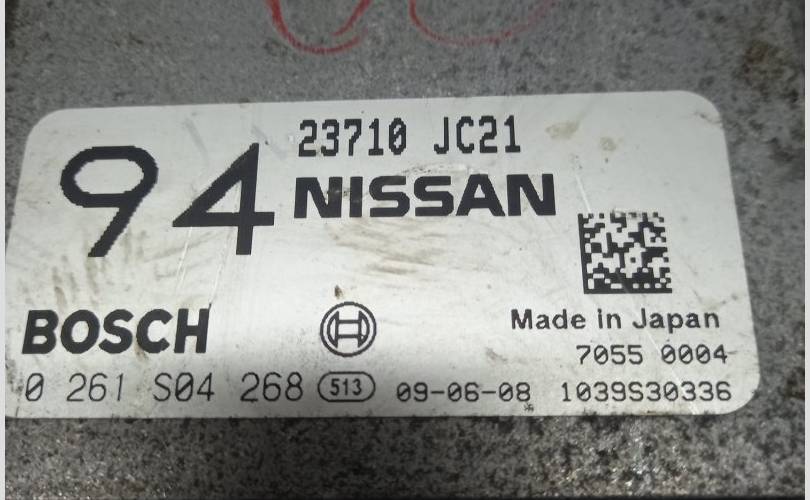 23710 JC21
94
NISSAN
BOSCH
Made in Japan
7055 0004
0 261 S04 268 513 09-06-08 1039S30336